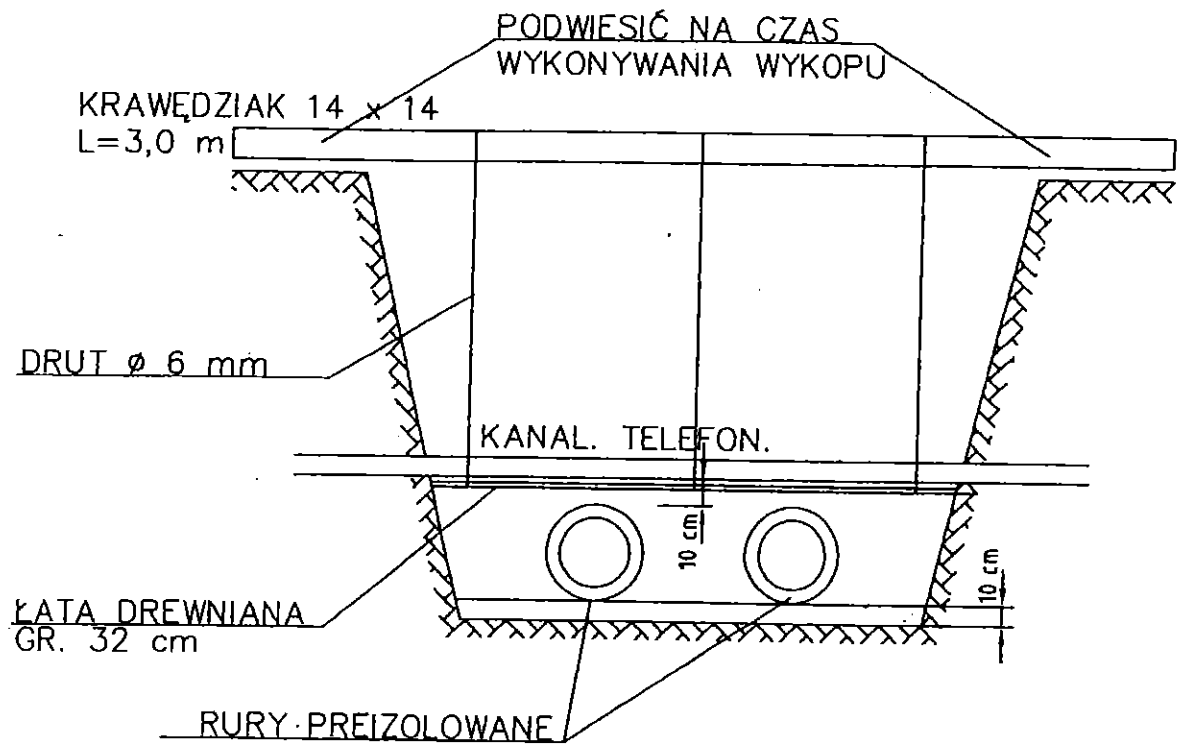 PODWIESIĆ NA CZAS
WYKONYWANIA WYKOPU
KRAWĘDZIAK 14 x 14
L=3,0 m
DRUT ø 6 mm
KANAL. TELEFON.
10 cm
10 cm
ŁATA DREWNIANA
GR. 32 cm
RURY PREIZOLOWANE